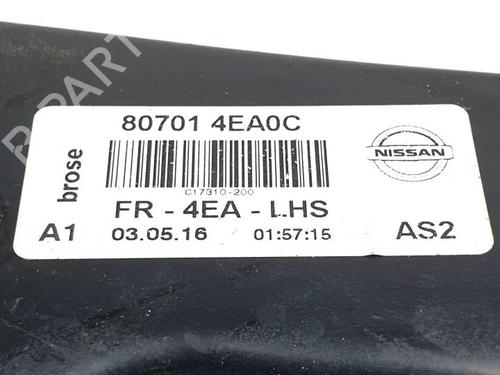 80701 4EA0C
brose
NISSAN
C17310-200
FR - 4EA - LHS
A1 03.05.16 01:57:15 AS2
B PART